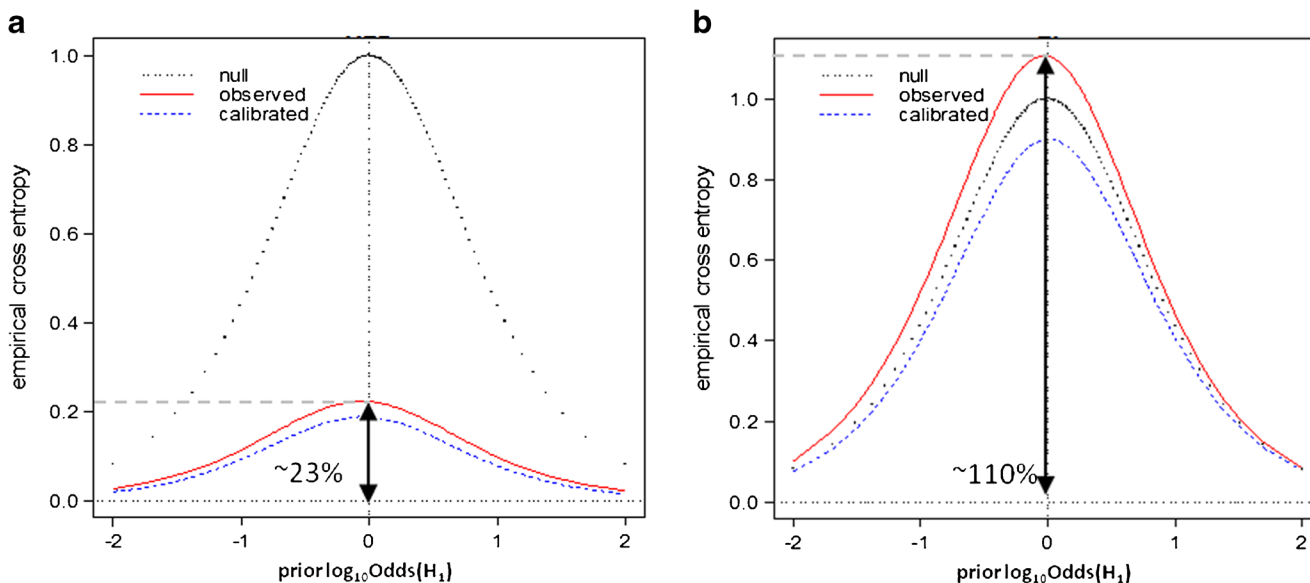 a
null
observed
calibrated
empirical cross entropy
1.0
0.8
0.6
0.4
0.2
0.0
~23%
-2
-1
0
1
2
prior log₁₀Odds(H₁)
b
null
observed
calibrated
empirical cross entropy
1.0
0.8
0.6
0.4
0.2
0.0
~110%
-2
-1
0
1
2
prior log₁₀Odds(H₁)